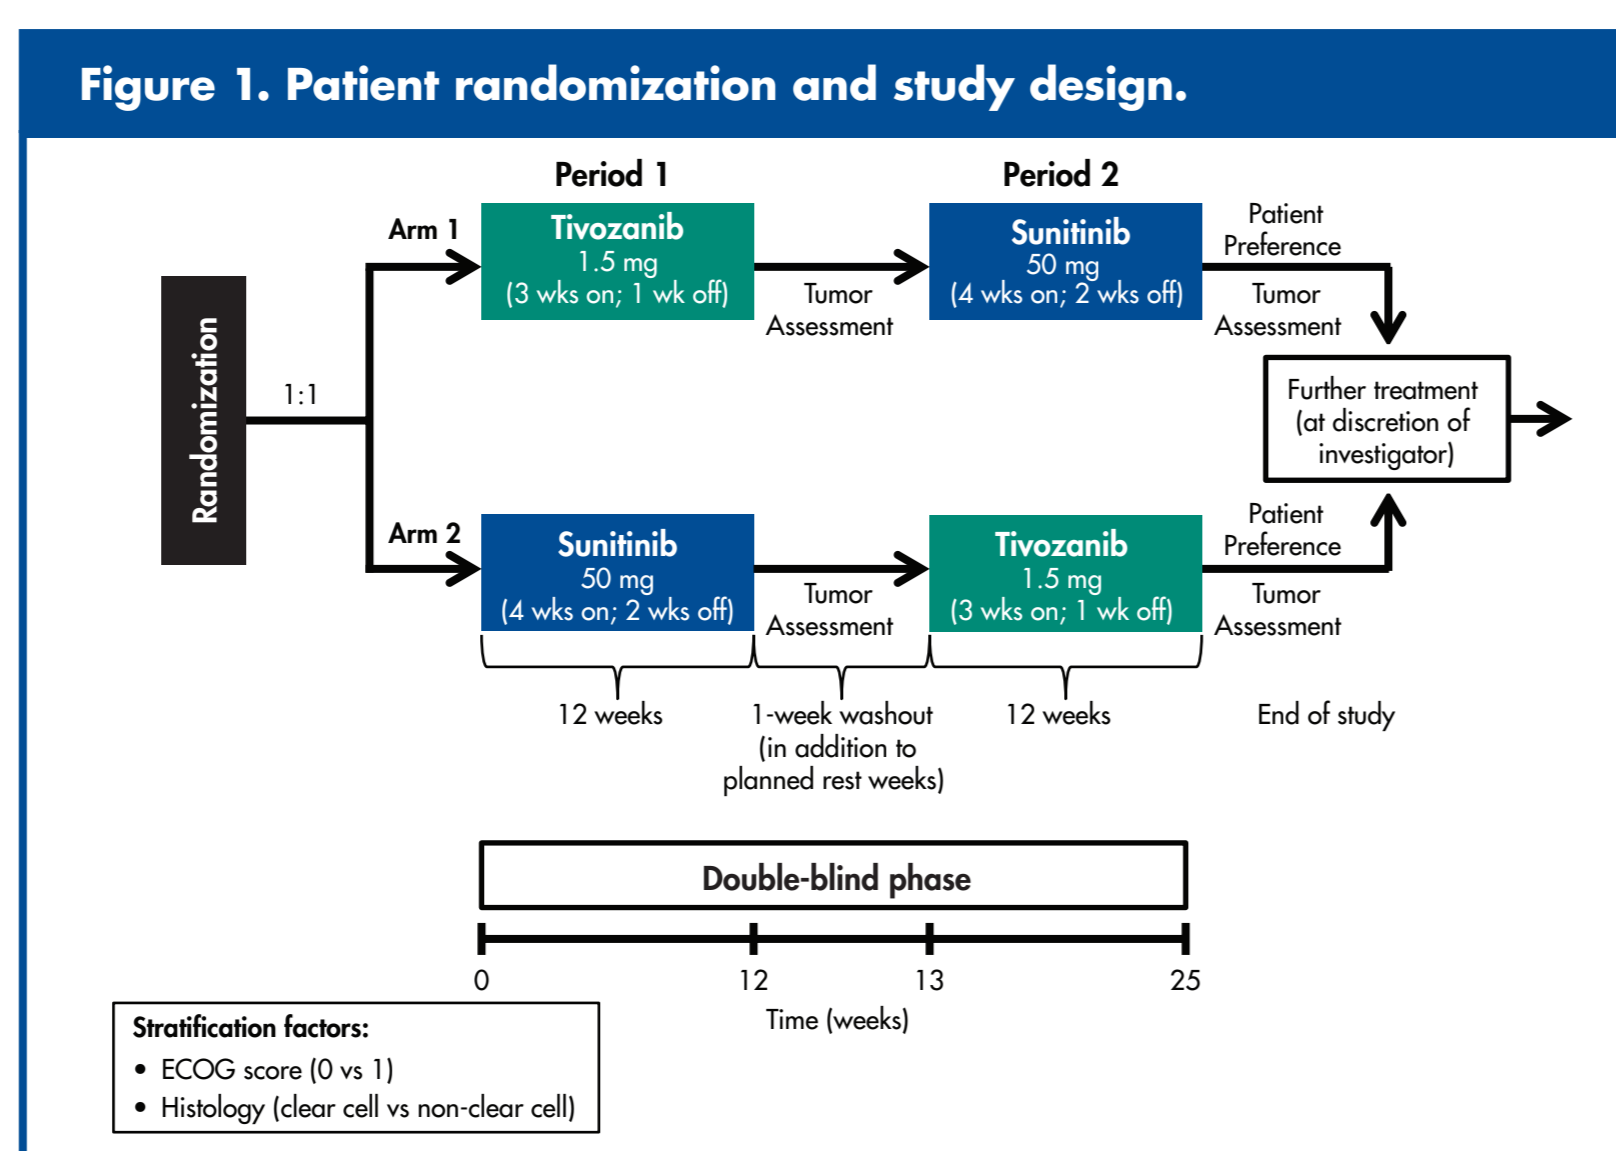 Figure 1. Patient randomization and study design.
Period 1
Period 2
Randomization
1:1
Arm 1
Tivozanib
1.5 mg
(3 wks on; 1 wk off)
Tumor
Assessment
Sunitinib
50 mg
(4 wks on; 2 wks off)
Patient
Preference
Tumor
Assessment
Further treatment
(at discretion of
investigator)
Arm 2
Sunitinib
50 mg
(4 wks on; 2 wks off)
Tumor
Assessment
Tivozanib
1.5 mg
(3 wks on; 1 wk off)
Patient
Preference
Tumor
Assessment
12 weeks
1-week washout
(in addition to
planned rest weeks)
12 weeks
End of study
Double-blind phase
0
12
13
25
Time (weeks)
Stratification factors:
• ECOG score (0 vs 1)
• Histology (clear cell vs non-clear cell)